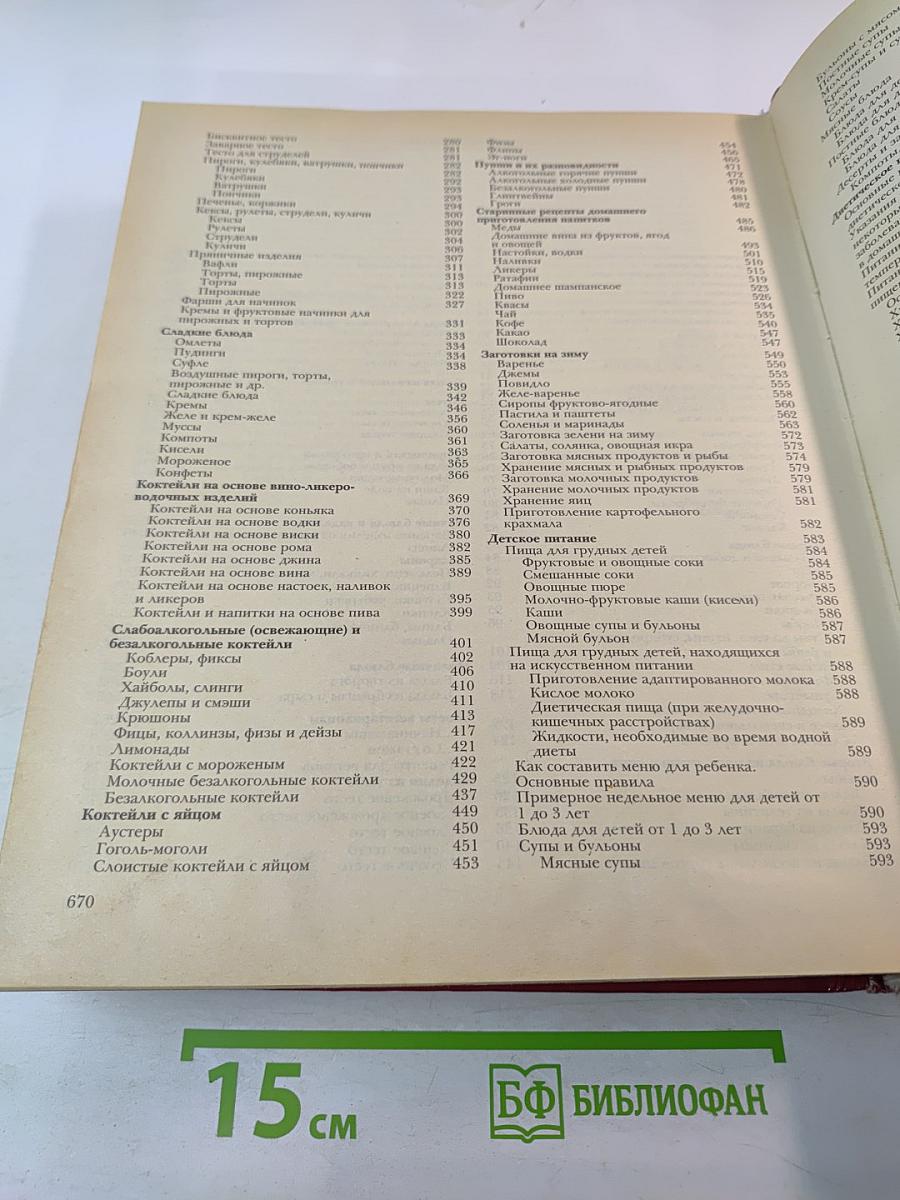 Бисквитное тесто 280
Заварное тесто 281
Тесто для струделей 281
Пироги, кулебяки, ватрушки, пончики 282
Пироги 282
Кулебяки 292
Ватрушки 293
Пончики 293
Печенье, коржики 294
Кексы, рулеты, струдели, куличи 300
Кексы 300
Рулеты 302
Струдели 304
Куличи 306
Пряничные изделия 307
Вафли 311
Торты, пирожные 313
Торты 313
Пирожные 322
Фарши для начинок 327
Кремы и фруктовые начинки для
пирожных и тортов 331
Сладкие блюда 333
Омлеты 334
Пудинги 334
Суфле 338
Воздушные пироги, торты,
пирожные и др. 339
Сладкие блюда 342
Кремы 346
Желе и крем-желе 356
Муссы 360
Компоты 361
Кисели 363
Мороженое 365
Конфеты 366
Коктейли на основе вино-ликеро-
водочных изделий 369
Коктейли на основе коньяка 370
Коктейли на основе водки 376
Коктейли на основе виски 380
Коктейли на основе рома 382
Коктейли на основе джина 385
Коктейли на основе вина 389
Коктейли на основе настоек, наливок
и ликеров 395
Коктейли и напитки на основе пива 399
Слабоалкогольные (освежающие) и
безалкогольные коктейли 401
Коблеры, фиксы 402
Боули 406
Хайболы, слинги 410
Джулепы и смэши 411
Крюшоны 413
Фицы, коллинзы, физы и дейзы 417
Лимонады 421
Коктейли с мороженым 422
Молочные безалкогольные коктейли 429
Безалкогольные коктейли 437
Коктейли с яйцом 449
Аустеры 450
Гоголь-моголи 451
Слоистые коктейли с яйцом 453
670
Физы 454
Флипы 456
Эг-ноги 465
Пунши и их разновидности 471
Алкогольные горячие пунши 472
Алкогольные холодные пунши 478
Безалкогольные пунши 480
Глинтвейны 481
Гроги 482
Старинные рецепты домашнего
приготовления напитков 485
Меды 486
Домашние вина из фруктов, ягод
и овощей 493
Настойки, водки 501
Наливки 510
Ликеры 515
Ратафии 519
Домашнее шампанское 523
Пиво 526
Квасы 534
Чай 535
Кофе 540
Какао 547
Шоколад 547
Заготовки на зиму 549
Варенье 550
Джемы 553
Повидло 555
Желе-варенье 558
Сиропы фруктово-ягодные 560
Пастила и паштеты 562
Соленья и маринады 563
Заготовка зелени на зиму 572
Салаты, солянка, овощная икра 573
Заготовка мясных продуктов и рыбы 574
Хранение мясных и рыбных продуктов 579
Заготовка молочных продуктов 579
Хранение молочных продуктов 581
Хранение яиц 581
Приготовление картофельного
крахмала 582
Детское питание 583
Пища для грудных детей 584
Фруктовые и овощные соки 584
Смешанные соки 585
Овощные пюре 585
Молочно-фруктовые каши (кисели) 586
Каши 586
Овощные супы и бульоны 587
Мясной бульон 587
Пища для грудных детей, находящихся
на искусственном питании 588
Приготовление адаптированного молока 588
Кислое молоко 588
Диетическая пища (при желудочно-
кишечных расстройствах) 589
Жидкости, необходимые во время водной
диеты 589
Как составить меню для ребенка.
Основные правила 590
Примерное недельное меню для детей от
1 до 3 лет 590
Блюда для детей от 1 до 3 лет 593
Супы и бульоны 593
Мясные супы 593
Бульоны с мясом
Постные супы
Молочные супы
Крем-супы и су
Салаты
Соусы
Мясные блюда
15 см
БФ БИБЛИОФАН